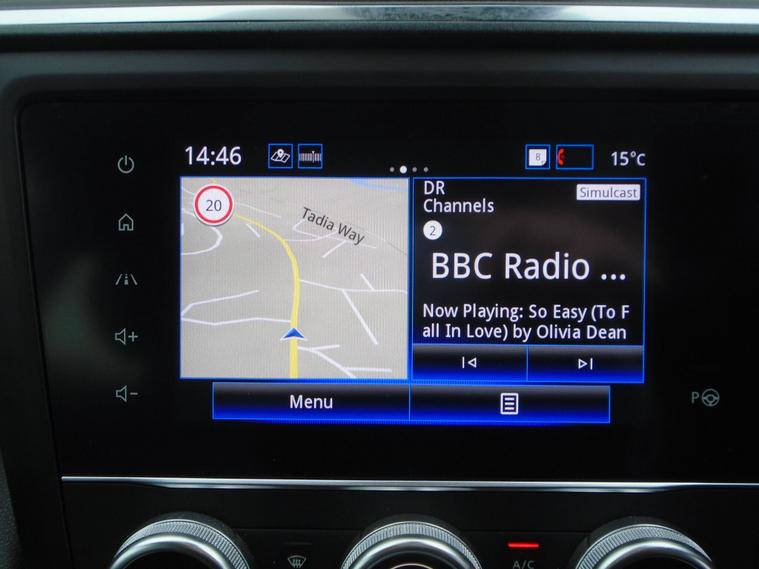 14:46
8
15°C
20
Tadia Way
DR
Channels
Simulcast
2
BBC Radio ...
Now Playing: So Easy (To F
all In Love) by Olivia Dean
Menu
P
A/C